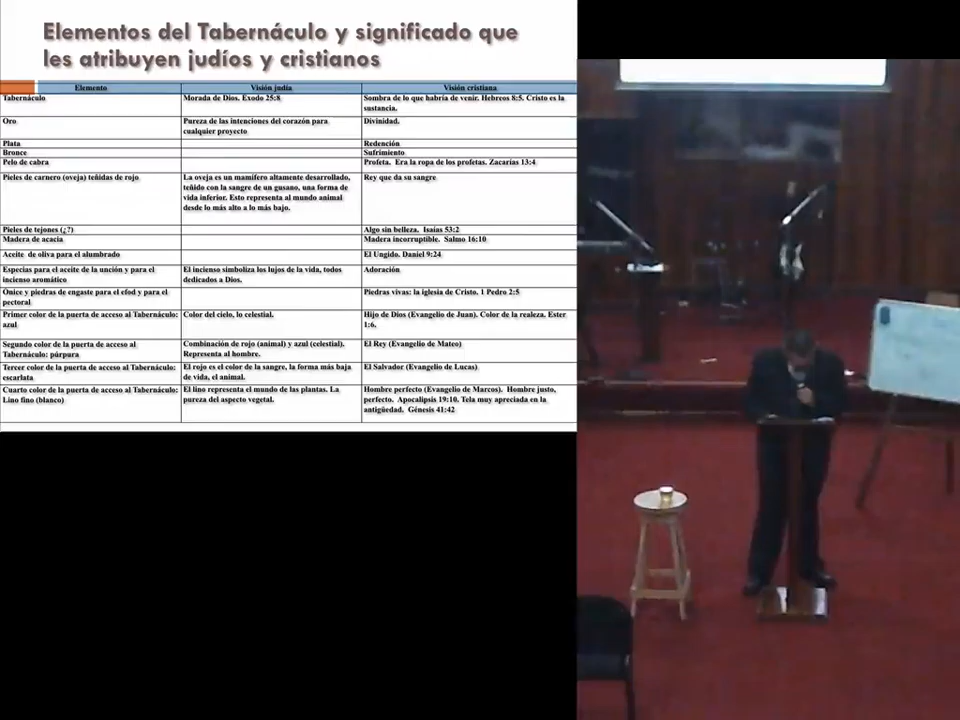 Elementos del Tabernáculo y significado que
les atribuyen judíos y cristianos
Elemento Visión judía Visión cristiana
Tabernáculo Morada de Dios. Exodo 25:8 Sombra de lo que habría de venir. Hebreos 8:5. Cristo es la
sustancia.
Oro Pureza de las intenciones del corazón para Divinidad.
cualquier proyecto
Plata Redención
Bronce Sufrimiento
Pelo de cabra Profeta. Era la ropa de los profetas. Zacarías 13:4
Pieles de carnero (oveja) teñidas de rojo La oveja es un mamífero altamente desarrollado, Rey que da su sangre
teñido con la sangre de un gusano, una forma de
vida inferior. Esto representa al mundo animal
desde lo más alto a lo más bajo.
Pieles de tejones (¿?) Algo sin belleza. Isaías 53:2
Madera de acacia Madera incorruptible. Salmo 16:10
Aceite de oliva para el alumbrado El Ungido. Daniel 9:24
Especias para el aceite de la unción y para el El incienso simboliza los lujos de la vida, todos Adoración
incienso aromático dedicados a Dios.
Onice y piedras de engaste para el efod y para el Piedras vivas: la iglesia de Cristo. 1 Pedro 2:5
pectoral
Primer color de la puerta de acceso al Tabernáculo: Color del cielo, lo celestial. Hijo de Dios (Evangelio de Juan). Color de la realeza. Ester
azul 1:6.
Segundo color de la puerta de acceso al Combinación de rojo (animal) y azul (celestial). El Rey (Evangelio de Mateo)
Tabernáculo: púrpura Representa al hombre.
Tercer color de la puerta de acceso al Tabernáculo: El rojo es el color de la sangre, la forma más baja El Salvador (Evangelio de Lucas)
escarlata de vida, el animal.
Cuarto color de la puerta de acceso al Tabernáculo: El lino representa el mundo de las plantas. La Hombre perfecto (Evangelio de Marcos). Hombre justo,
Lino fino (blanco) pureza del aspecto vegetal. perfecto. Apocalipsis 19:10. Tela muy apreciada en la
antigüedad. Génesis 41:42